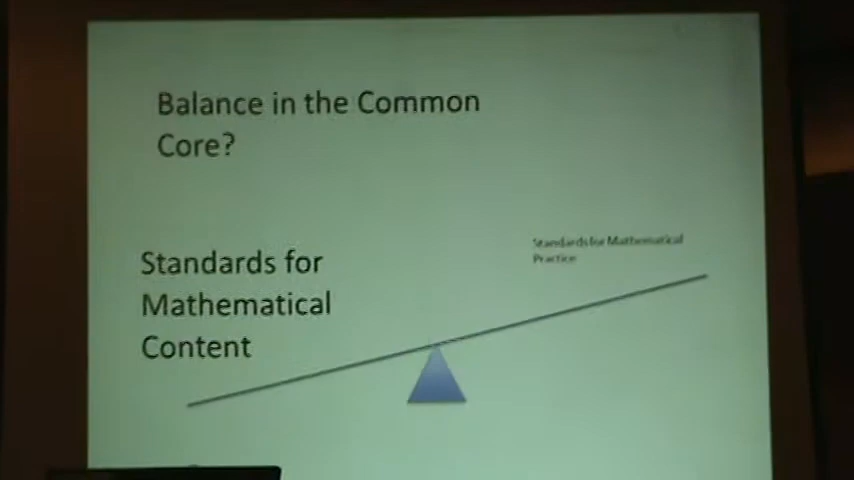 Balance in the Common
Core?
Standards for
Mathematical
Content
Standards for Mathematical
Practice